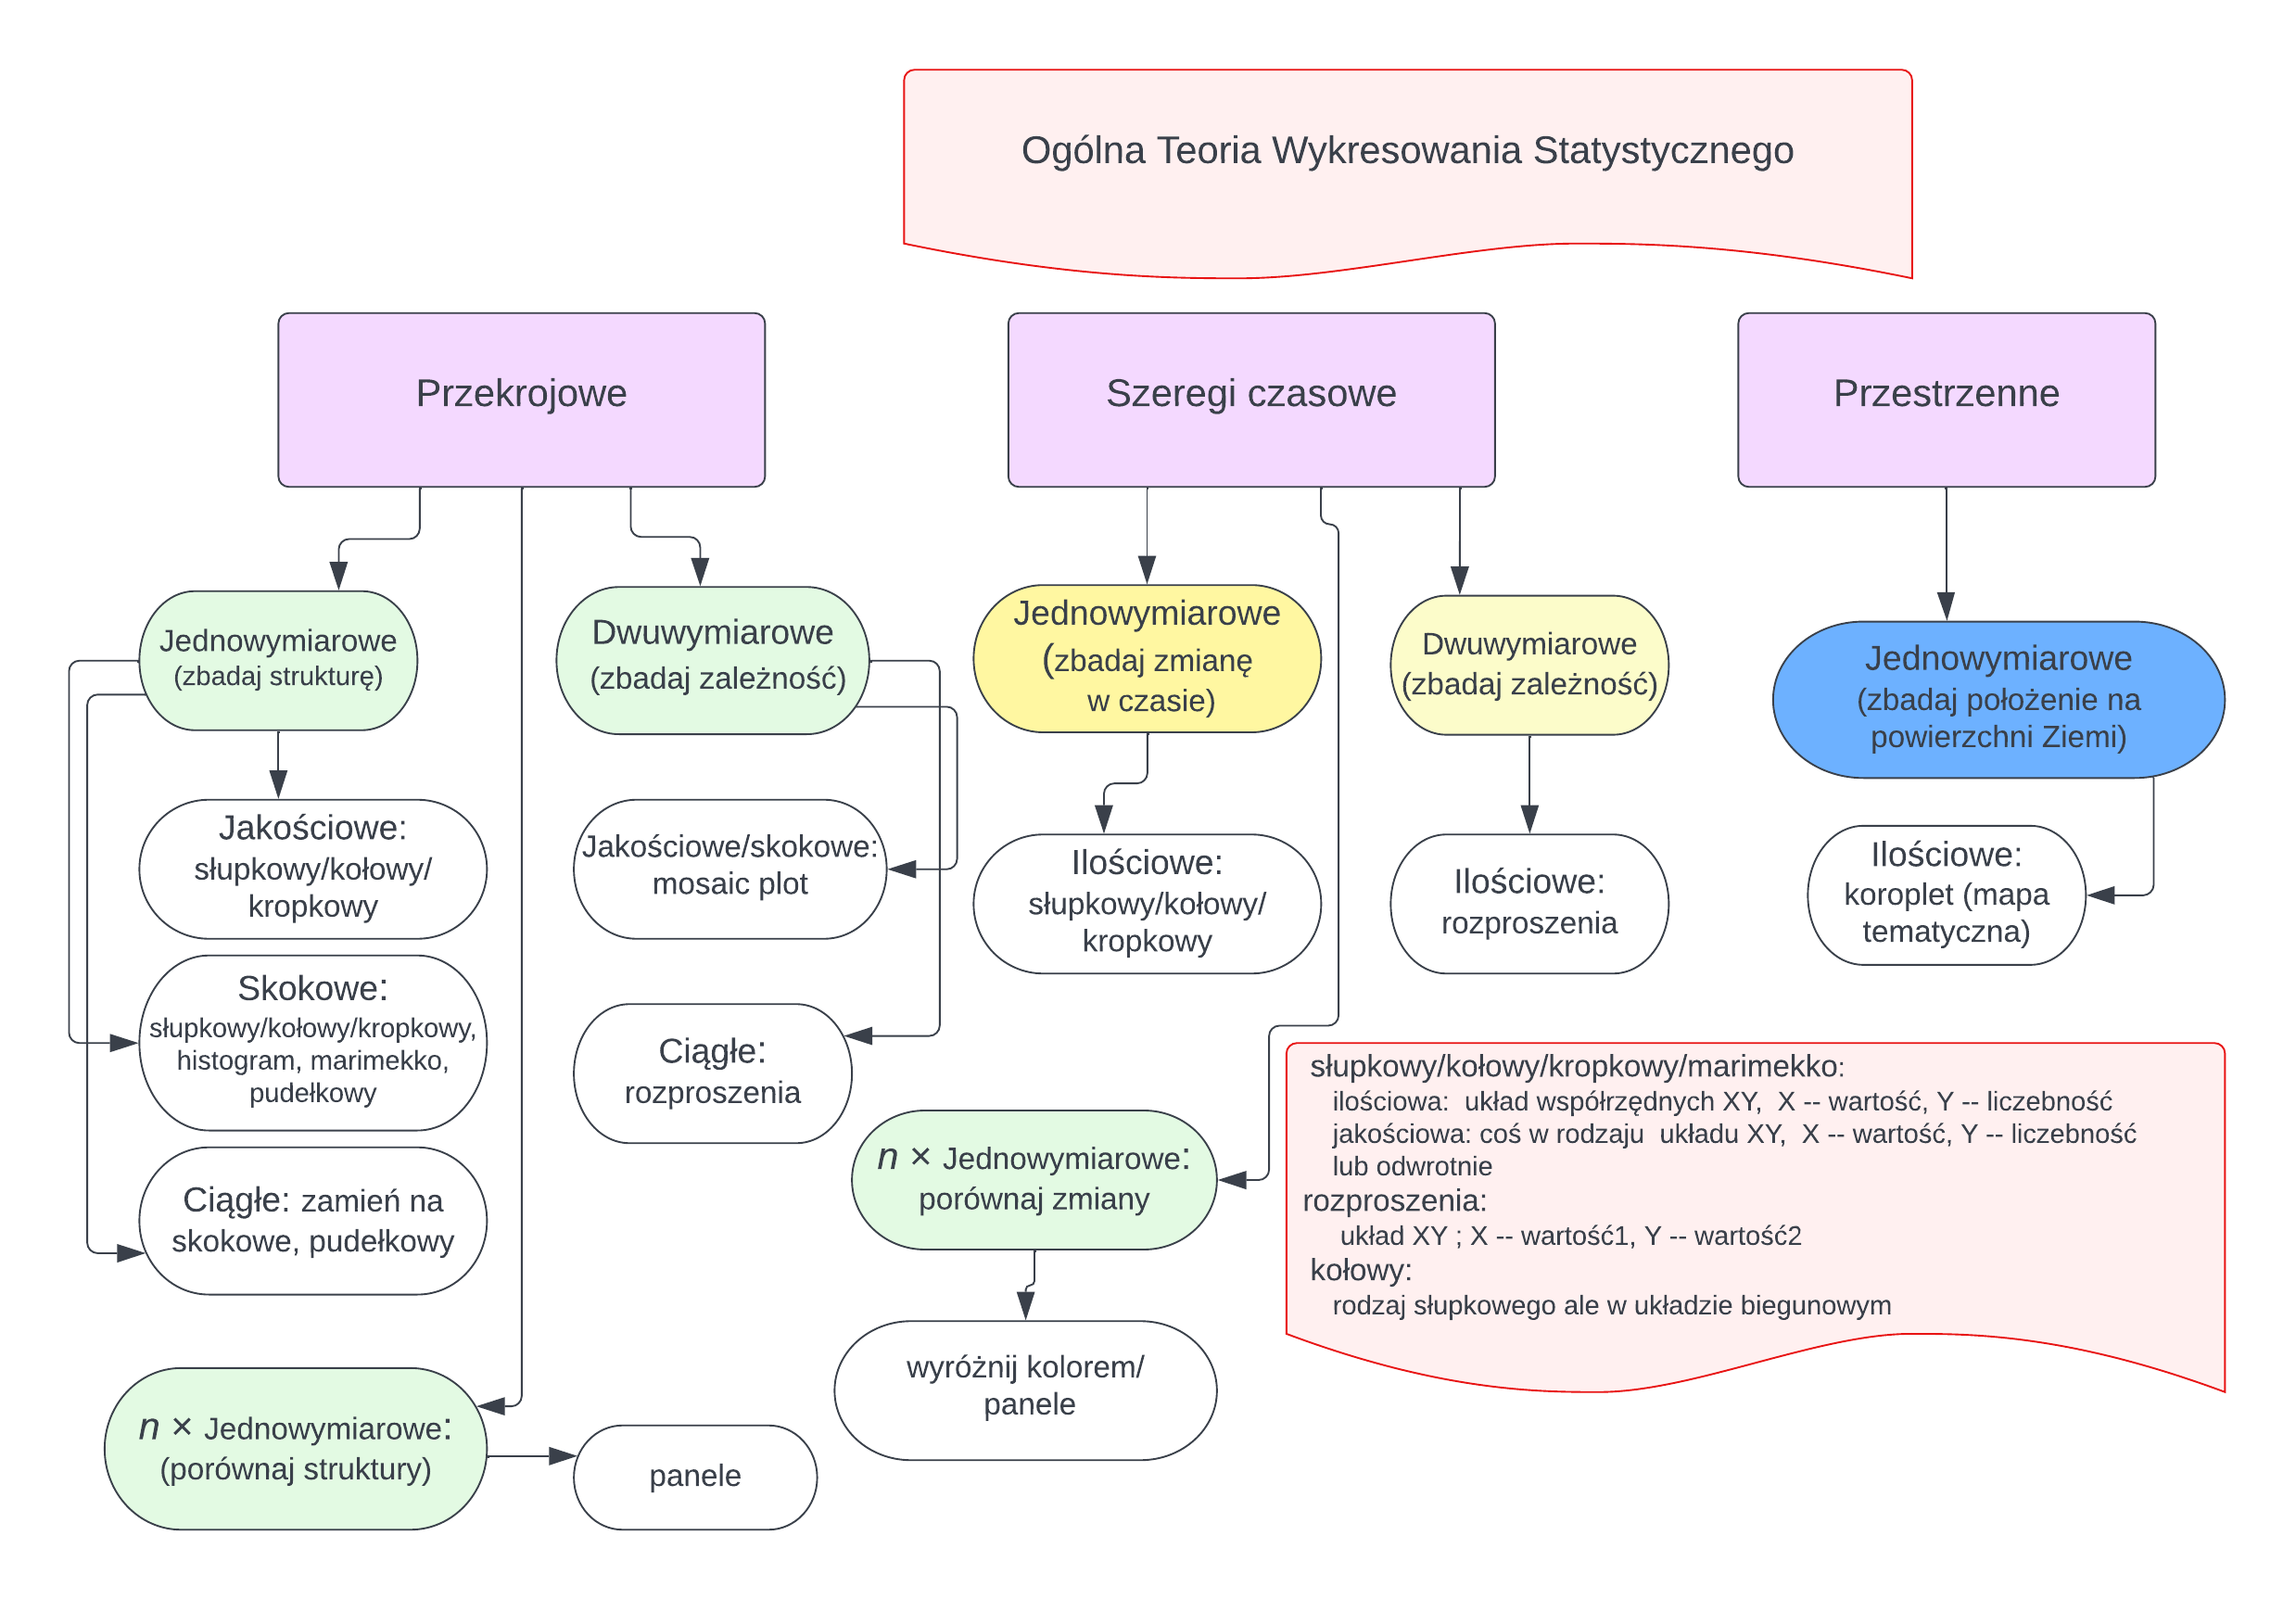 Ogólna Teoria Wykresowania Statystycznego
Przekrojowe
Szeregi czasowe
Przestrzenne
Jednowymiarowe
(zbadaj strukturę)
Dwuwymiarowe
(zbadaj zależność)
Jednowymiarowe
(zbadaj zmianę
w czasie)
Dwuwymiarowe
(zbadaj zależność)
Jednowymiarowe
(zbadaj położenie na
powierzchni Ziemi)
Jakościowe:
słupkowy/kołowy/
kropkowy
Jakościowe/skokowe:
mosaic plot
Ilościowe:
słupkowy/kołowy/
kropkowy
Ilościowe:
rozproszenia
Ilościowe:
koroplet (mapa
tematyczna)
Skokowe:
słupkowy/kołowy/kropkowy,
histogram, marimekko,
pudełkowy
Ciągłe:
rozproszenia
Ciągłe: zamień na
skokowe, pudełkowy
n × Jednowymiarowe:
porównaj zmiany
słupkowy/kołowy/kropkowy/marimekko:
ilościowa: układ współrzędnych XY, X -- wartość, Y -- liczebność
jakościowa: coś w rodzaju układu XY, X -- wartość, Y -- liczebność
lub odwrotnie
rozproszenia:
układ XY ; X -- wartość1, Y -- wartość2
kołowy:
rodzaj słupkowego ale w układzie biegunowym
wyróżnij kolorem/
panele
n × Jednowymiarowe:
(porównaj struktury)
panele